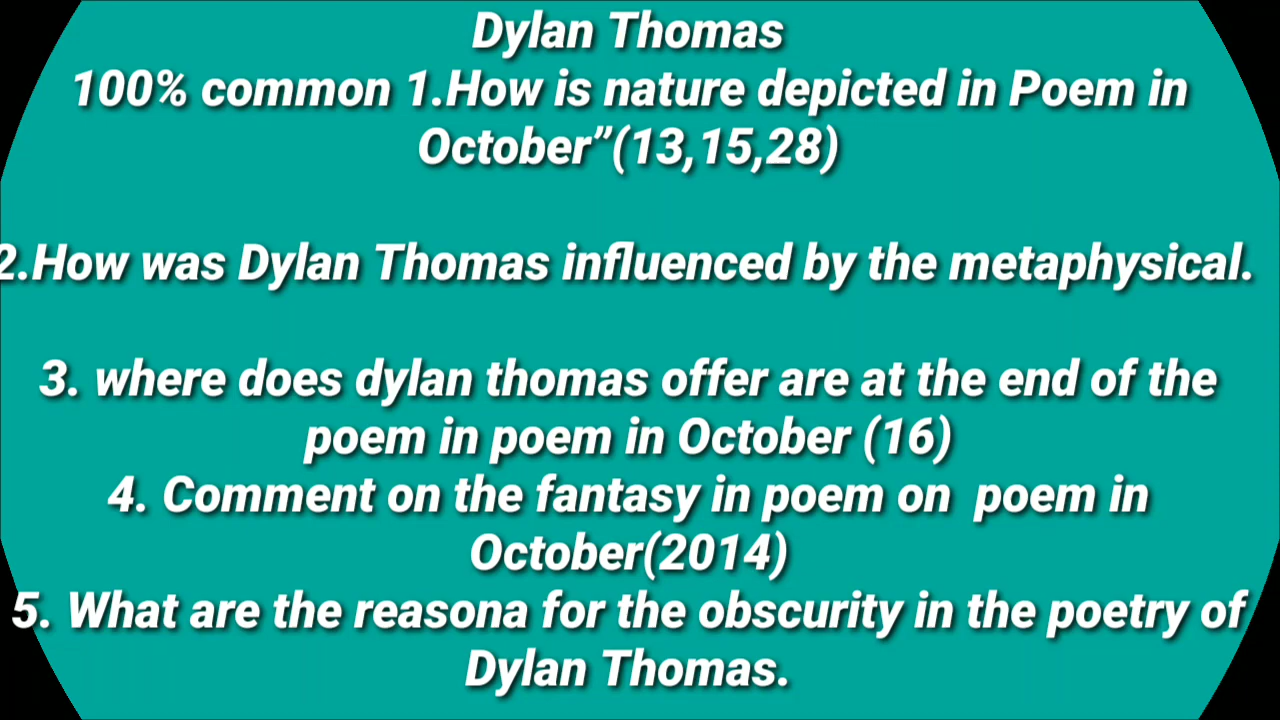 Dylan Thomas
100% common 1.How is nature depicted in Poem in
October”(13,15,28)
2.How was Dylan Thomas influenced by the metaphysical.
3. where does dylan thomas offer are at the end of the
poem in poem in October (16)
4. Comment on the fantasy in poem on  poem in
October(2014)
5. What are the reasona for the obscurity in the poetry of
Dylan Thomas.